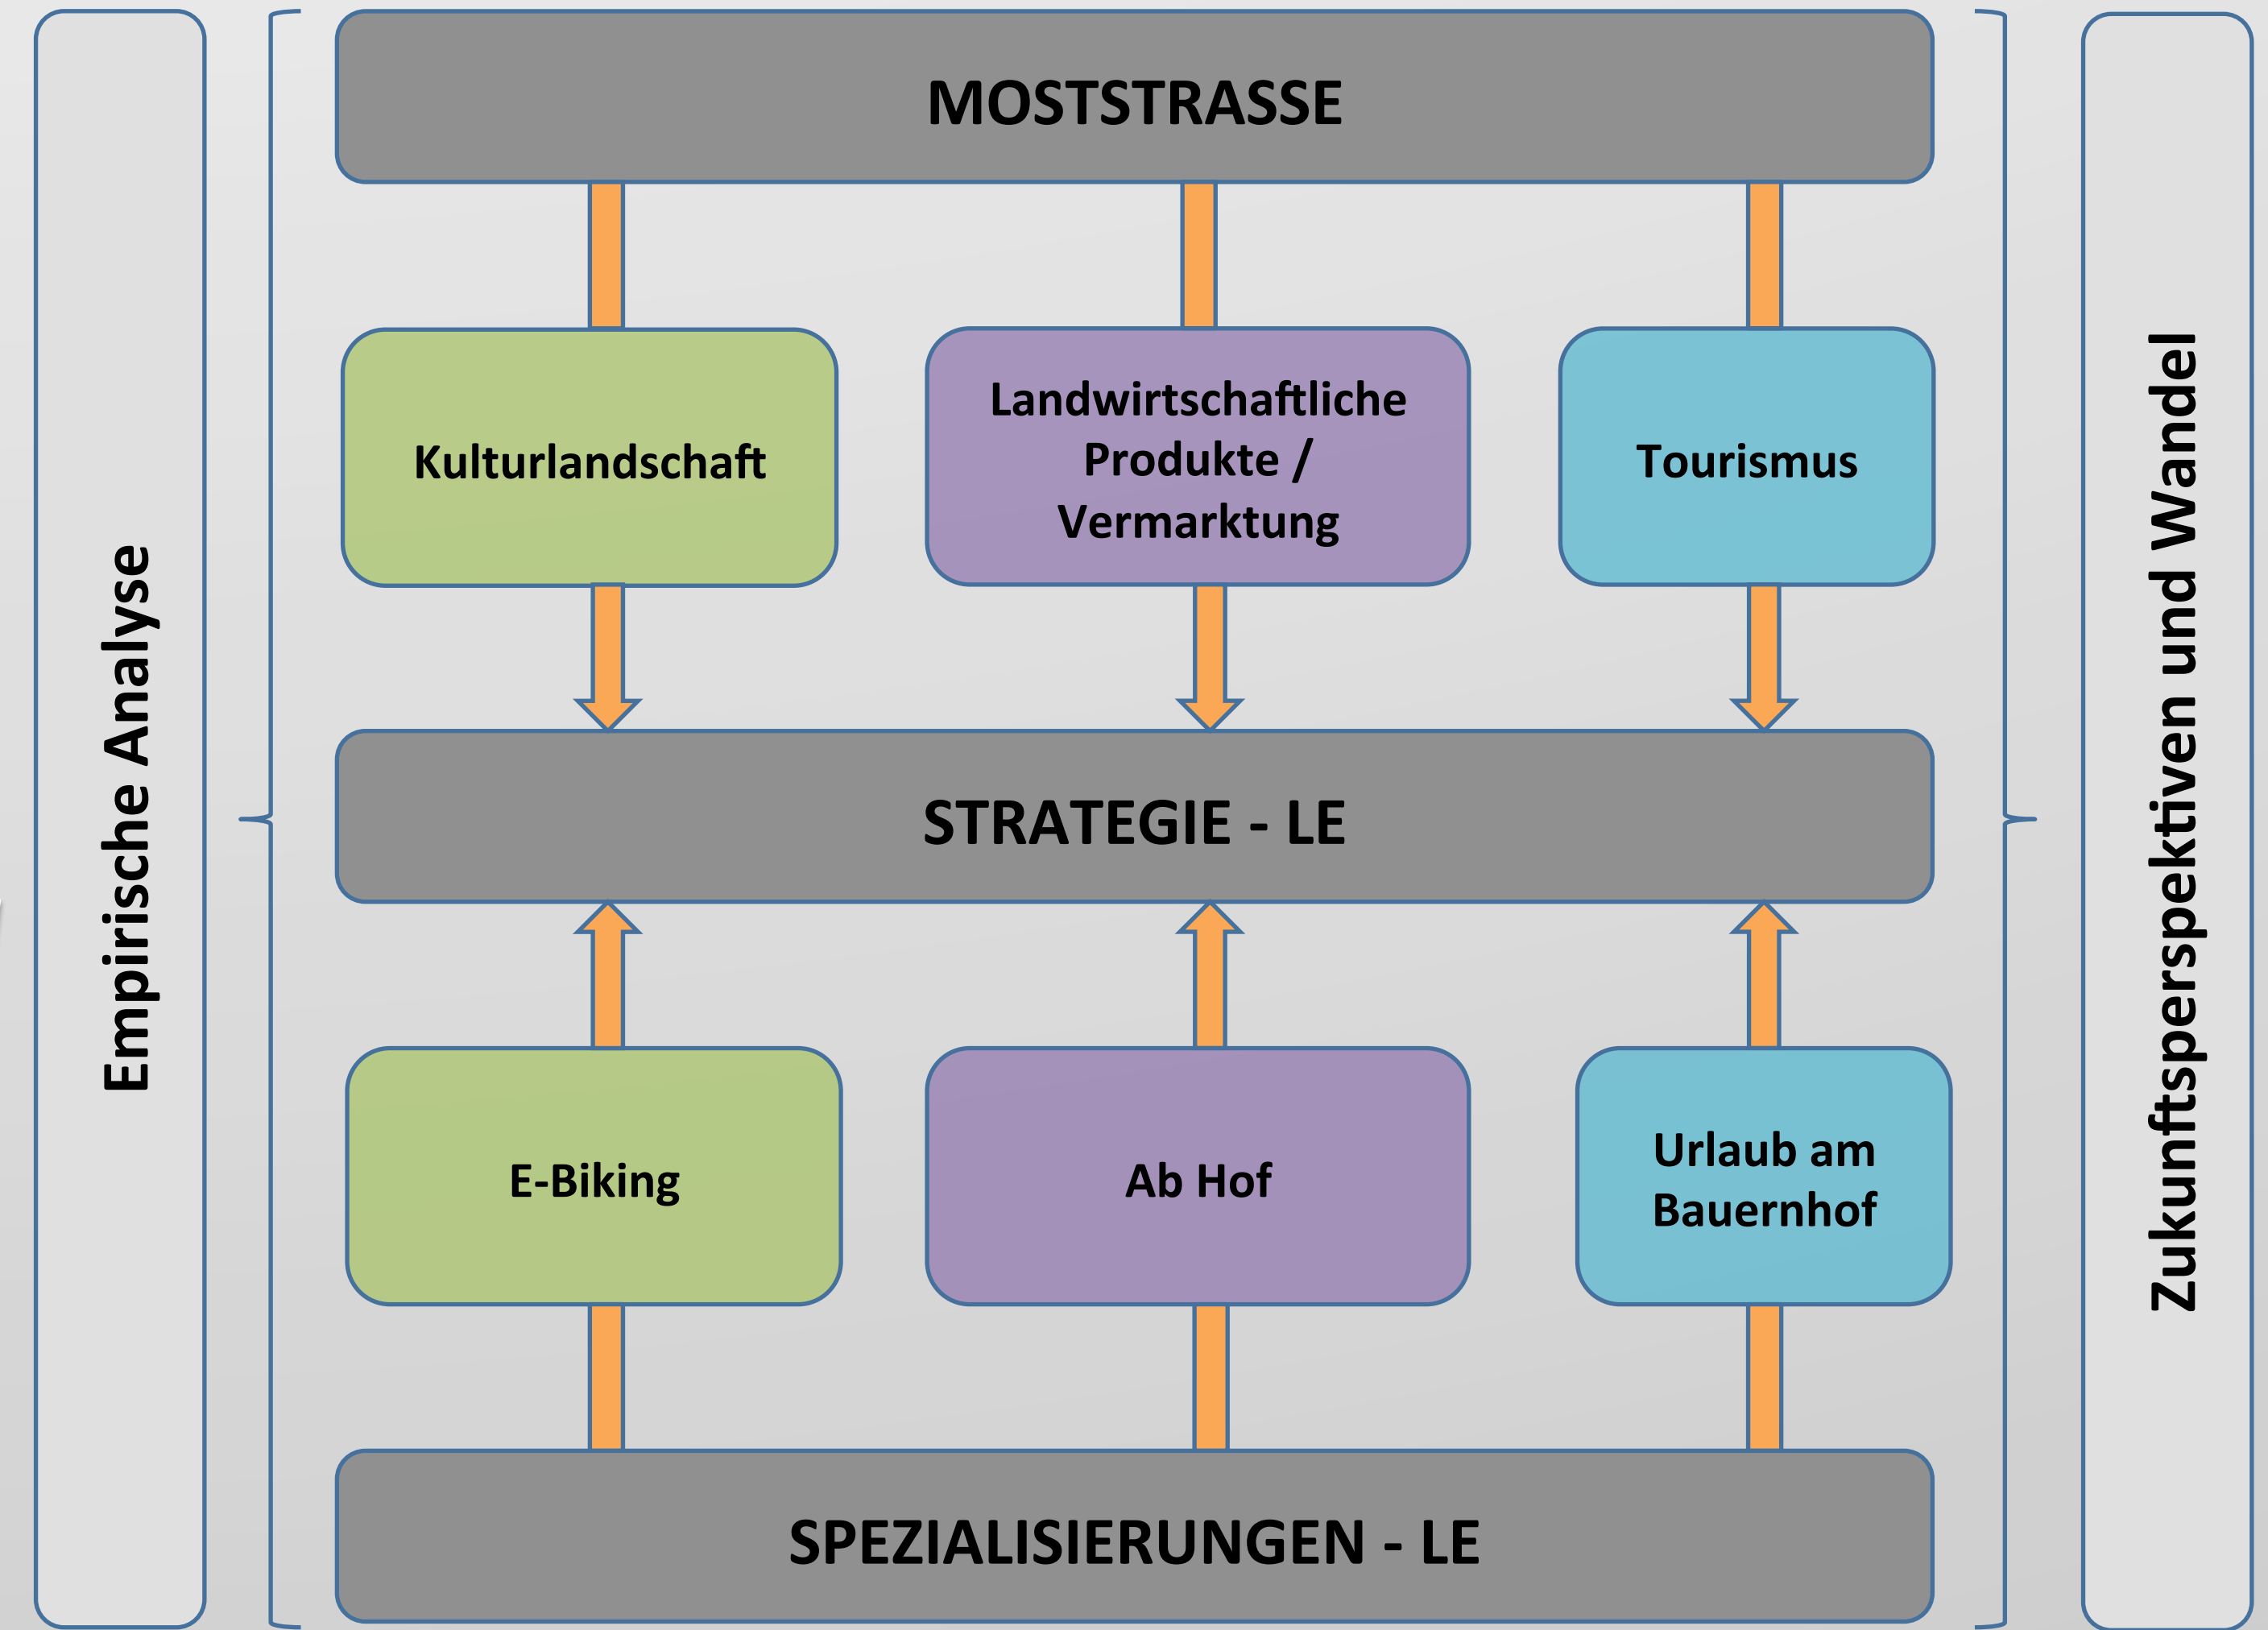 Empirische Analyse
MOSTSTRASSE
Kulturlandschaft
Landwirtschaftliche
Produkte /
Vermarktung
Tourismus
STRATEGIE - LE
E-Biking
Ab Hof
Urlaub am
Bauernhof
SPEZIALISIERUNGEN - LE
Zukunftsperspektiven und Wandel